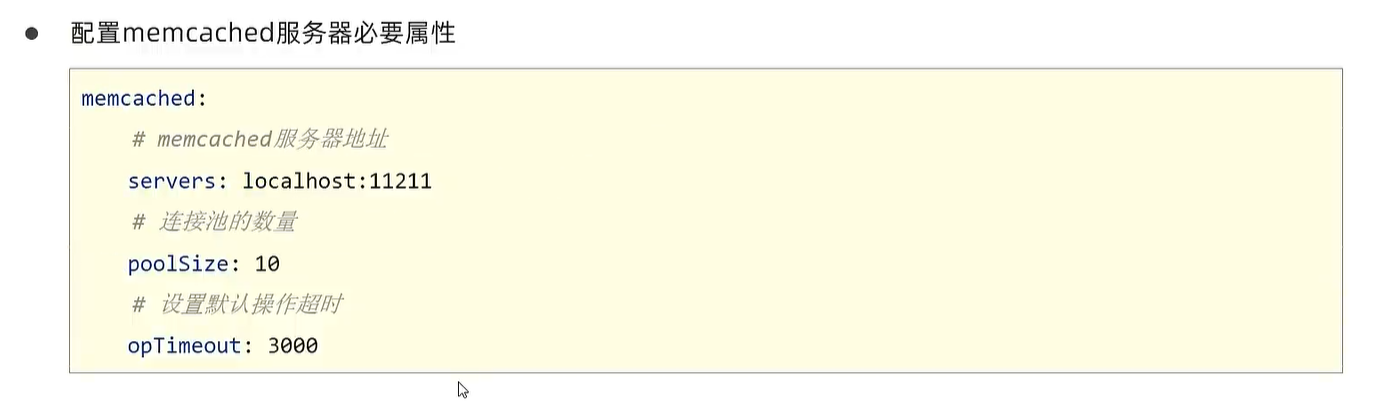 ● 配置memcached服务器必要属性
memcached:
# memcached服务器地址
servers: localhost:11211
# 连接池的数量
poolSize: 10
# 设置默认操作超时
opTimeout: 3000